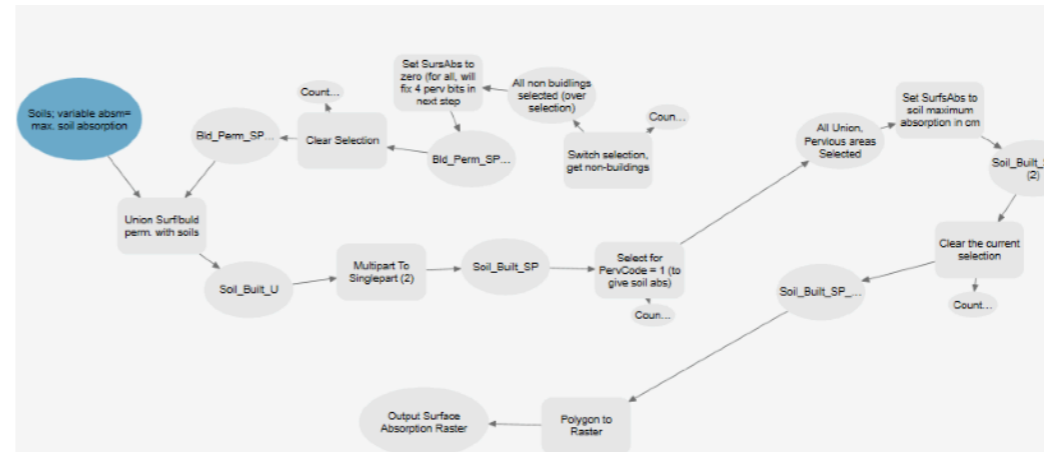 Soils; variable absm=
max. soil absorption
Bld_Perm_SP...
Count...
Clear Selection
Set SursAbs to
zero (for all, will
fix 4 perv bits in
next step
Bld_Perm_SP...
All non buidlings
selected (over
selection)
Switch selection,
get non-buildings
Coun...
Union Surf/buld
perm. with soils
Soil_Built_U
Multipart To
Singlepart (2)
Soil_Built_SP
Select for
PervCode = 1 (to
give soil abs)
Coun...
All Union,
Pervious areas
Selected
Set SurfsAbs to
soil maximum
absorption in cm
Soil_Built_
(2)
Clear the current
selection
Count...
Soil_Built_SP_...
Polygon to
Raster
Output Surface
Absorption Raster